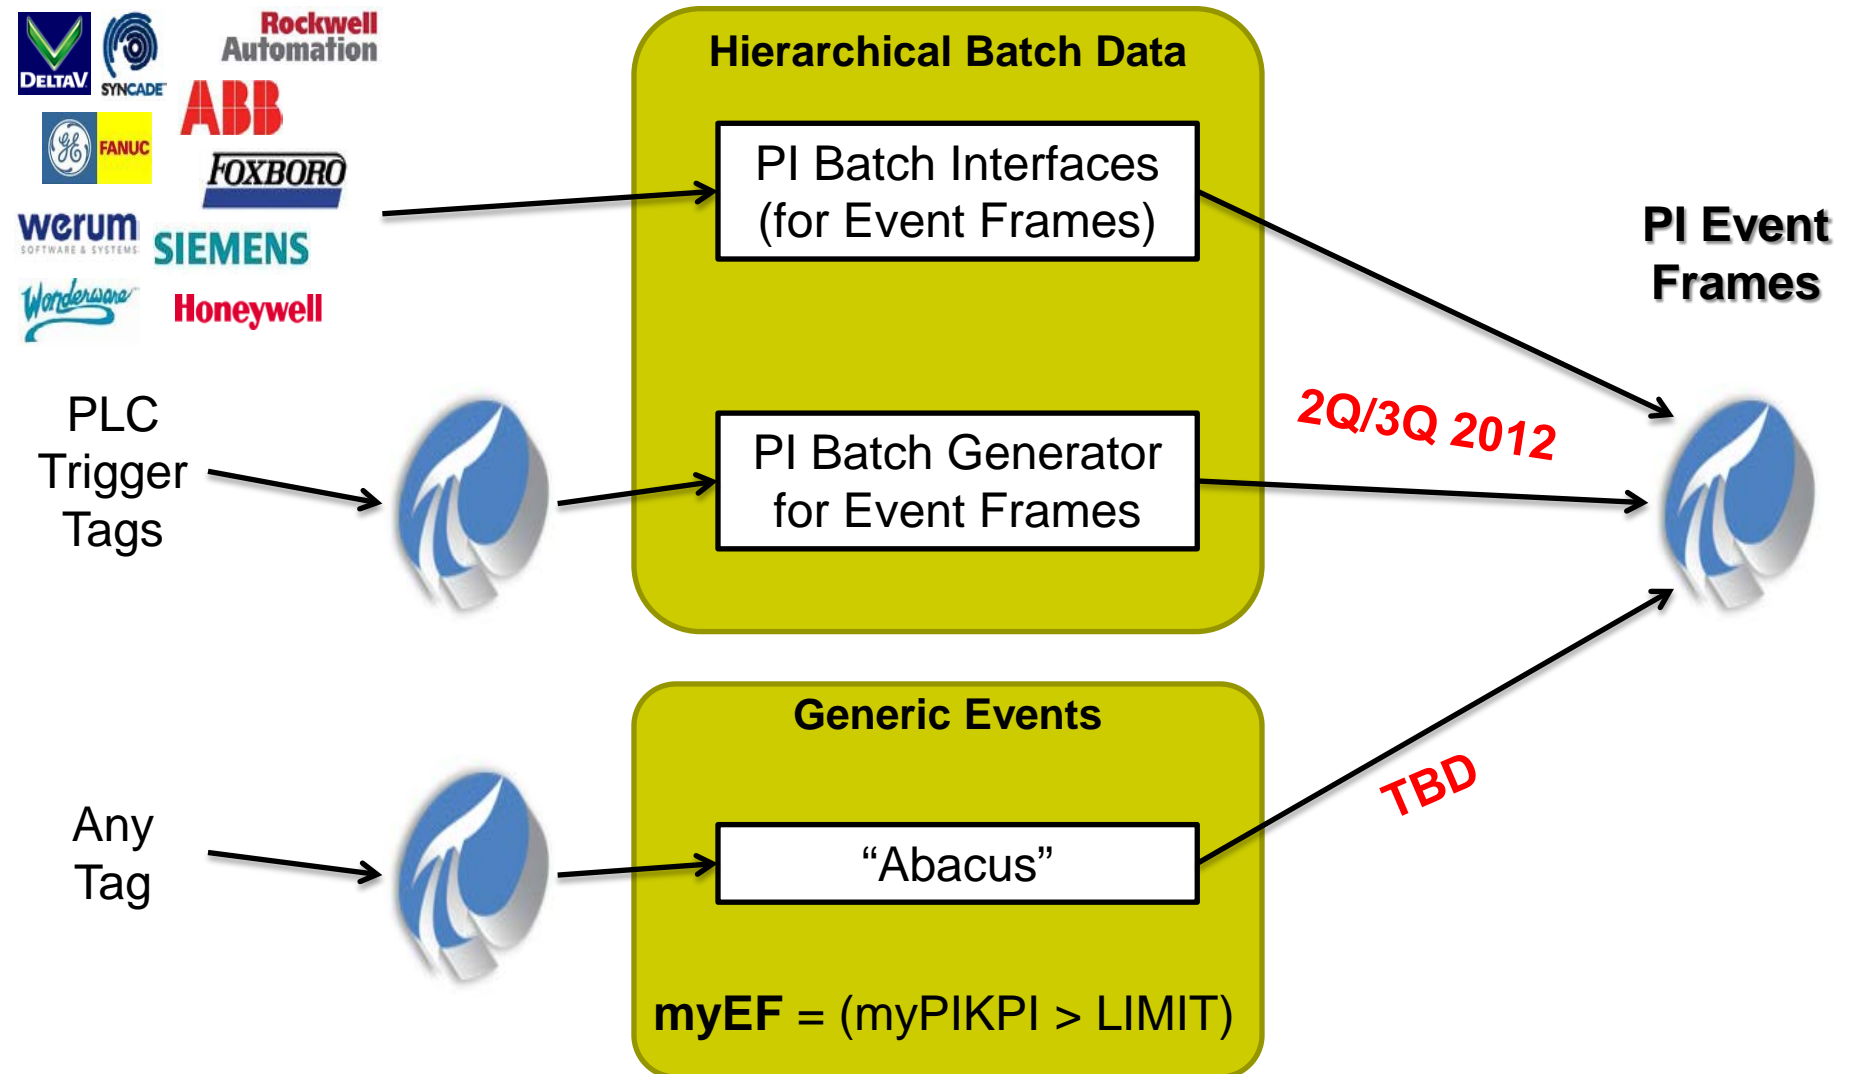 DELTAV
SYNCADE
Rockwell
Automation
ABB
GE
FANUC
FOXBORO
werum
SOFTWARE & SYSTEMS
SIEMENS
Wonderware
Honeywell
Hierarchical Batch Data
PI Batch Interfaces
(for Event Frames)
PI Event
Frames
PLC
Trigger
Tags
PI Batch Generator
for Event Frames
2Q/3Q 2012
Generic Events
Any
Tag
“Abacus”
TBD
myEF = (myPIKPI > LIMIT)